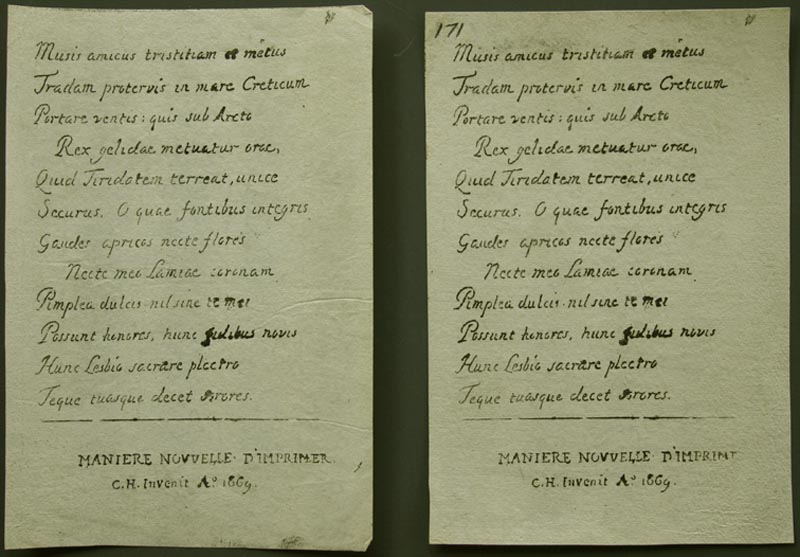 Musis amicus tristitiam et metus
Tradam protervis in mare Creticum
Portare ventis: quis sub Arcto
Rex gelidae metuatur orae,
Quid Tiridatem terreat, unice
Securus. O quae fontibus integris
Gaudes apricos necte flores
Necte meo Lamiae coronam
Pimplea dulcis nil sine te mei
Possunt honores, hunc fidibus novis
Hunc Lesbio sacrare plectro
Teque tuasque decet sorores.
MANIERE NOVVELLE D'IMPRIMER.
C.H. Invenit Aº 1669.
171
Musis amicus tristitiam et metus
Tradam protervis in mare Creticum
Portare ventis: quis sub Arcto
Rex gelidae metuatur orae,
Quid Tiridatem terreat, unice
Securus. O quae fontibus integris
Gaudes apricos necte flores
Necte meo Lamiae coronam
Pimplea dulcis nil sine te mei
Possunt honores, hunc fidibus novis
Hunc Lesbio sacrare plectro
Teque tuasque decet sorores.
MANIERE NOVVELLE D'IMPRIM
C.H. Invenit Aº 1669.